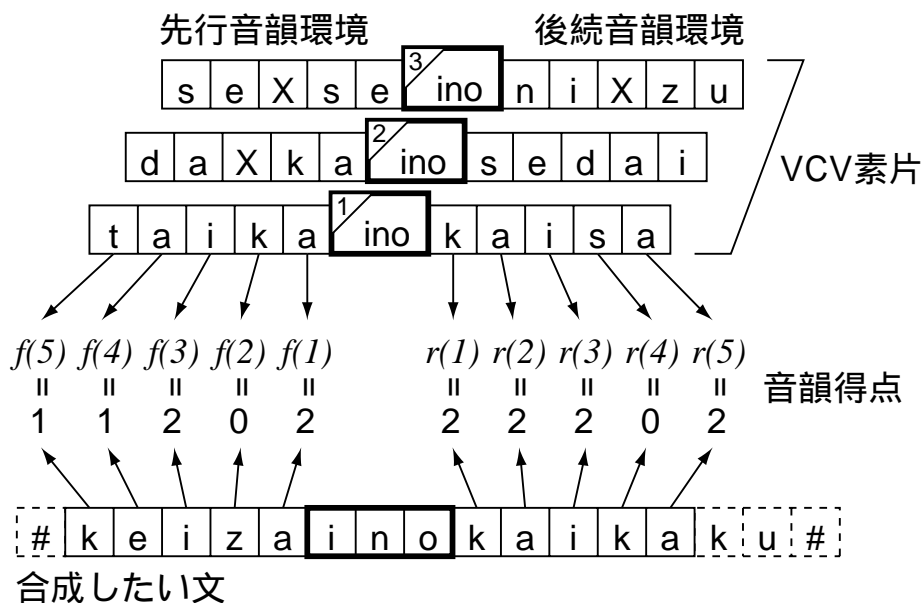 先行音韻環境 後続音韻環境
s e X s e 3 ino n i X z u
d a X k a 2 ino s e d a i
VCV素片
t a i k a 1 ino k a i s a
f(5) f(4) f(3) f(2) f(1) r(1) r(2) r(3) r(4) r(5)
= = = = = = = = = =
音韻得点
1 1 2 0 2 2 2 2 0 2
# k e i z a i n o k a i k a k u #
合成したい文